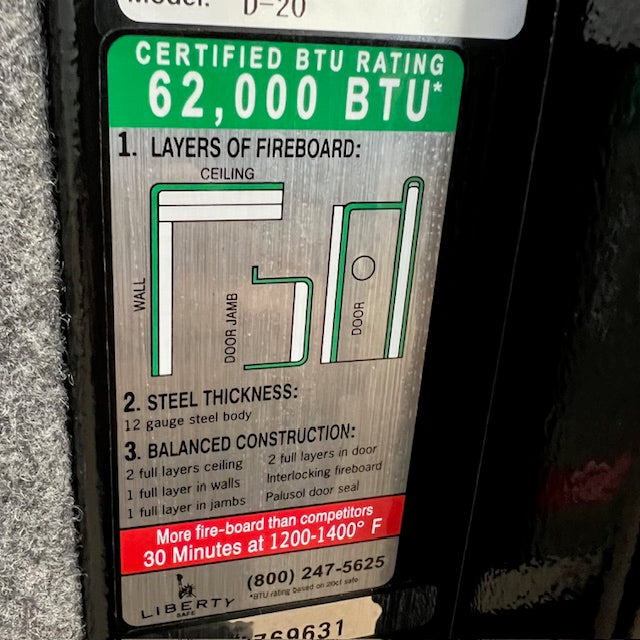 Model: D-20
CERTIFIED BTU RATING
62,000 BTU*
1. LAYERS OF FIREBOARD:
CEILING
WALL
DOOR JAMB
DOOR
2. STEEL THICKNESS:
12 gauge steel body
3. BALANCED CONSTRUCTION:
2 full layers ceiling
1 full layer in walls
1 full layer in jambs
2 full layers in door
Interlocking fireboard
Palusol door seal
More fire-board than competitors
30 Minutes at 1200-1400° F
LIBERTY
SAFE
(800) 247-5625
*BTU rating based on 20ct safe
769631